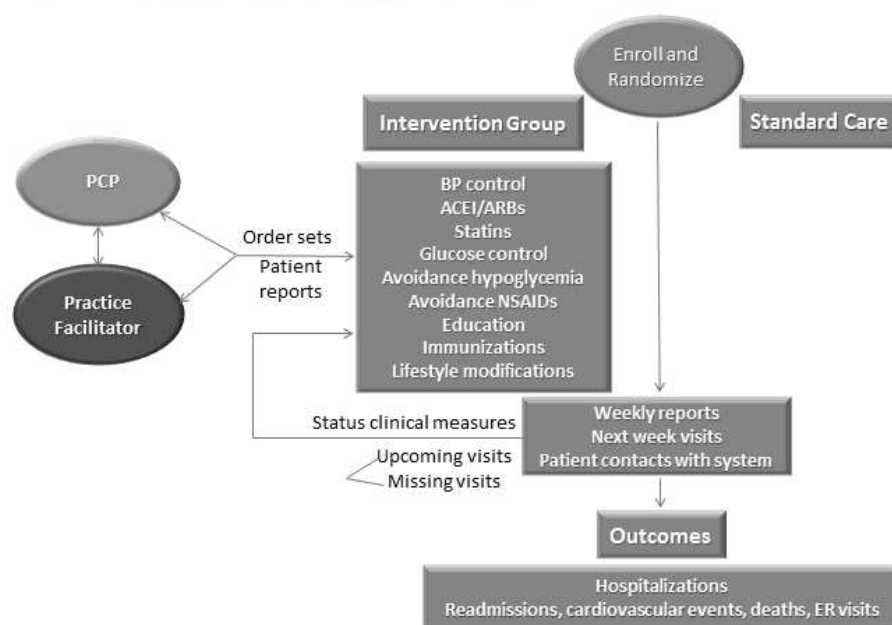 Enroll and
Randomize
Intervention Group
Standard Care
PCP
Practice
Facilitator
Order sets
Patient
reports
BP control
ACEI/ARBs
Statins
Glucose control
Avoidance hypoglycemia
Avoidance NSAIDs
Education
Immunizations
Lifestyle modifications
Status clinical measures
Upcoming visits
Missing visits
Weekly reports
Next week visits
Patient contacts with system
Outcomes
Hospitalizations
Readmissions, cardiovascular events, deaths, ER visits